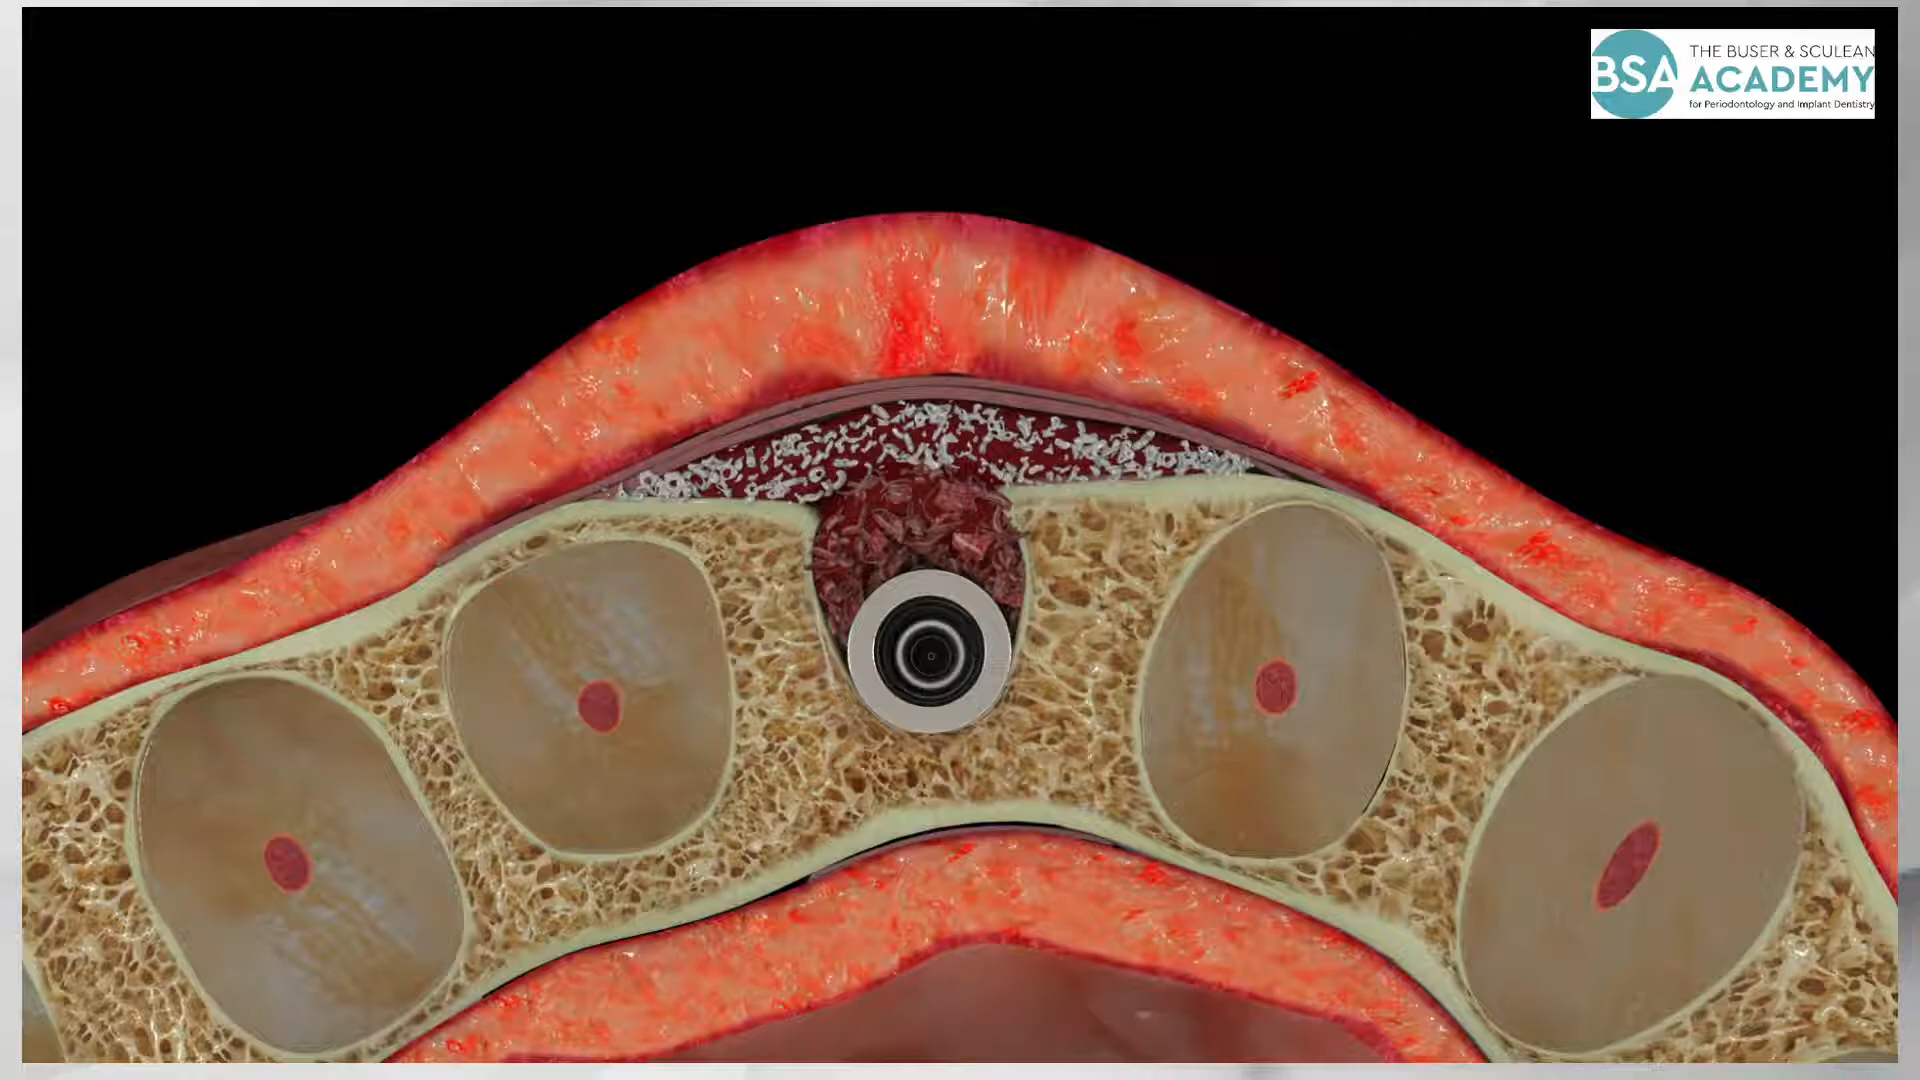 BSA
THE BUSER & SCULEAN
ACADEMY
for Periodontology and Implant Dentistry